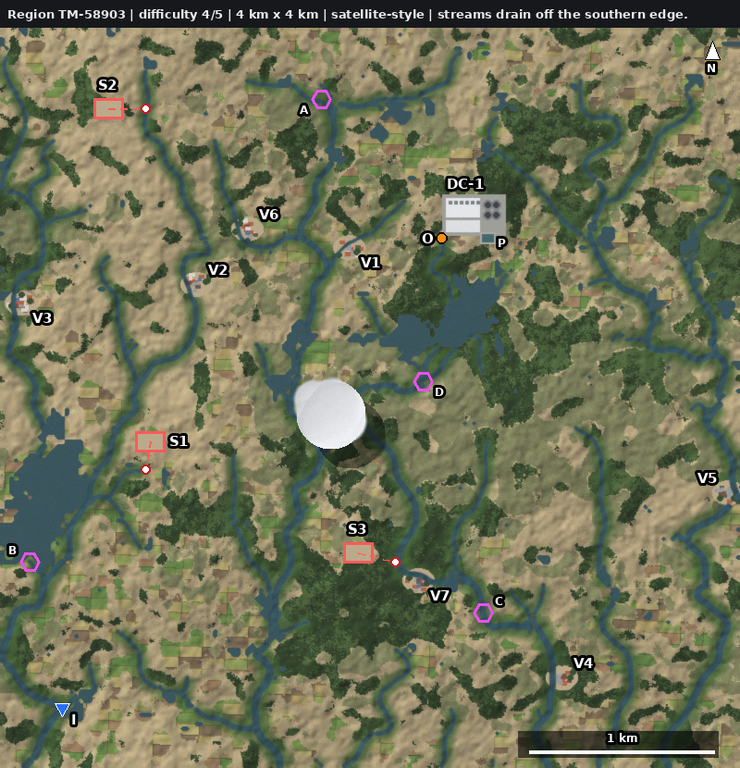 Region TM-58903 | difficulty 4/5 | 4 km x 4 km | satellite-style | streams drain off the southern edge.
N
S2
A
DC-1
V6
O
P
V1
V2
V3
D
S1
V5
S3
B
V7
C
V4
I
1 km